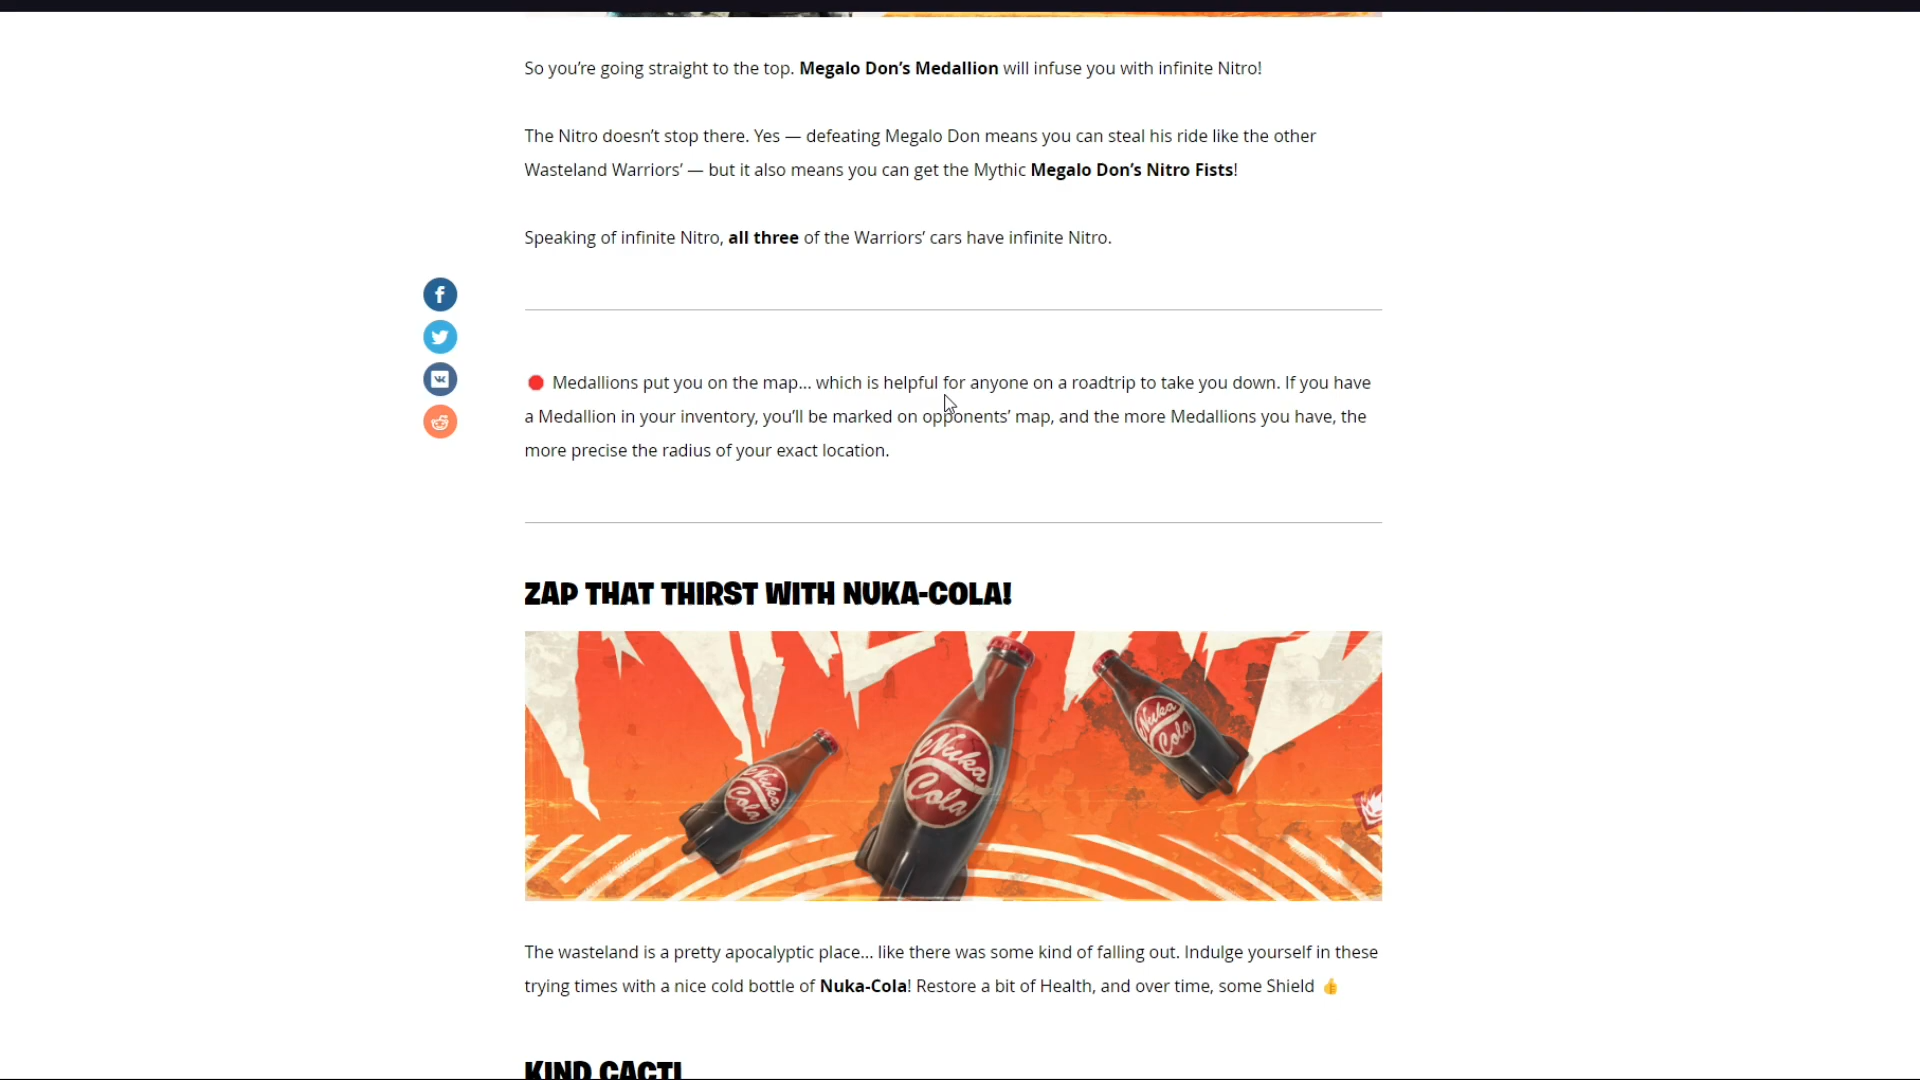 So you’re going straight to the top. Megalo Don’s Medallion will infuse you with infinite Nitro!
The Nitro doesn’t stop there. Yes — defeating Megalo Don means you can steal his ride like the other
Wasteland Warriors’ — but it also means you can get the Mythic Megalo Don’s Nitro Fists!
Speaking of infinite Nitro, all three of the Warriors’ cars have infinite Nitro.
Medallions put you on the map... which is helpful for anyone on a roadtrip to take you down. If you have
a Medallion in your inventory, you’ll be marked on opponents’ map, and the more Medallions you have, the
more precise the radius of your exact location.
ZAP THAT THIRST WITH NUKA-COLA!
Nuka
Cola
Nuka
Cola
Nuka
Cola
The wasteland is a pretty apocalyptic place... like there was some kind of falling out. Indulge yourself in these
trying times with a nice cold bottle of Nuka-Cola! Restore a bit of Health, and over time, some Shield 👍
KIND CACTI